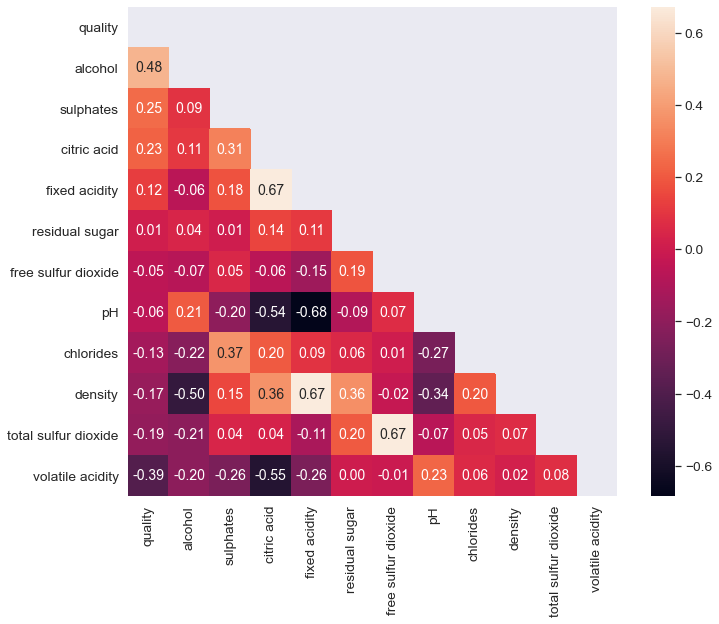 quality
alcohol 0.48
sulphates 0.25 0.09
citric acid 0.23 0.11 0.31
fixed acidity 0.12 -0.06 0.18 0.67
residual sugar 0.01 0.04 0.01 0.14 0.11
free sulfur dioxide -0.05 -0.07 0.05 -0.06 -0.15 0.19
pH -0.06 0.21 -0.20 -0.54 -0.68 -0.09 0.07
chlorides -0.13 -0.22 0.37 0.20 0.09 0.06 0.01 -0.27
density -0.17 -0.50 0.15 0.36 0.67 0.36 -0.02 -0.34 0.20
total sulfur dioxide -0.19 -0.21 0.04 0.04 -0.11 0.20 0.67 -0.07 0.05 0.07
volatile acidity -0.39 -0.20 -0.26 -0.55 -0.26 0.00 -0.01 0.23 0.06 0.02 0.08
quality
alcohol
sulphates
citric acid
fixed acidity
residual sugar
free sulfur dioxide
pH
chlorides
density
total sulfur dioxide
volatile acidity
0.6
0.4
0.2
0.0
-0.2
-0.4
-0.6